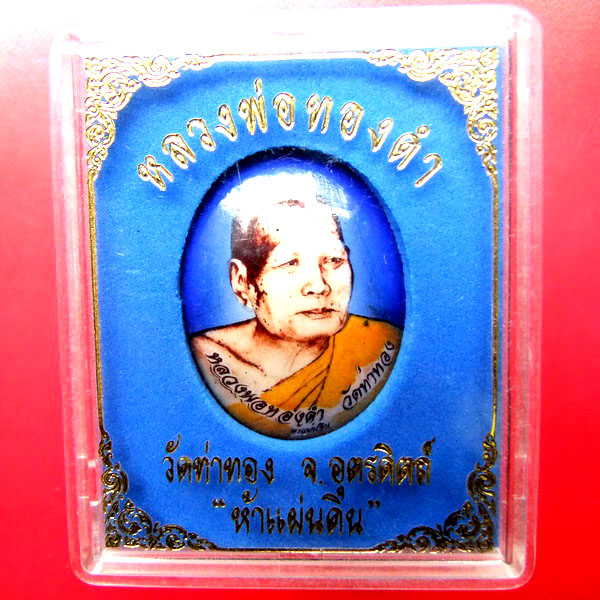 หลวงพ่อทองดำ
หลวงพ่อทองดำ วัดท่าทอง
วัดท่าทอง จ.อุตรดิตถ์
"ห้าแผ่นดิน"